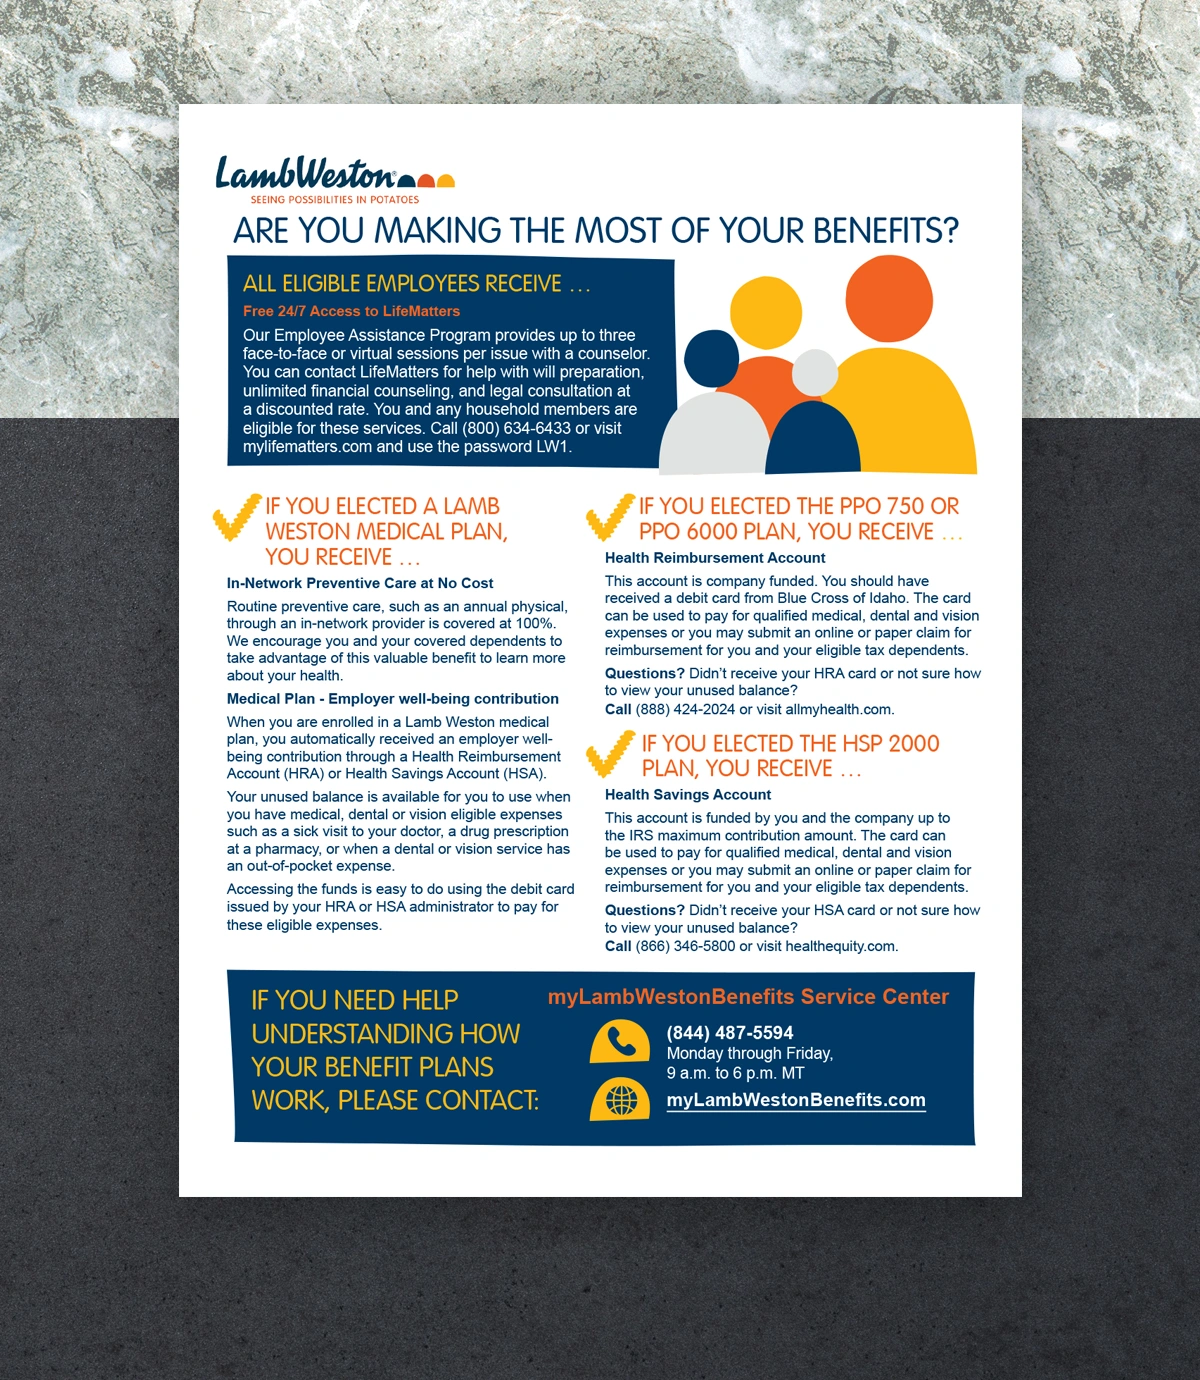 LambWeston®
SEEING POSSIBILITIES IN POTATOES
ARE YOU MAKING THE MOST OF YOUR BENEFITS?
ALL ELIGIBLE EMPLOYEES RECEIVE …
Free 24/7 Access to LifeMatters
Our Employee Assistance Program provides up to three
face-to-face or virtual sessions per issue with a counselor.
You can contact LifeMatters for help with will preparation,
unlimited financial counseling, and legal consultation at
a discounted rate. You and any household members are
eligible for these services. Call (800) 634-6433 or visit
mylifematters.com and use the password LW1.
IF YOU ELECTED A LAMB
WESTON MEDICAL PLAN,
YOU RECEIVE …
In-Network Preventive Care at No Cost
Routine preventive care, such as an annual physical,
through an in-network provider is covered at 100%.
We encourage you and your covered dependents to
take advantage of this valuable benefit to learn more
about your health.
Medical Plan - Employer well-being contribution
When you are enrolled in a Lamb Weston medical
plan, you automatically received an employer well-
being contribution through a Health Reimbursement
Account (HRA) or Health Savings Account (HSA).
Your unused balance is available for you to use when
you have medical, dental or vision eligible expenses
such as a sick visit to your doctor, a drug prescription
at a pharmacy, or when a dental or vision service has
an out-of-pocket expense.
Accessing the funds is easy to do using the debit card
issued by your HRA or HSA administrator to pay for
these eligible expenses.
IF YOU ELECTED THE PPO 750 OR
PPO 6000 PLAN, YOU RECEIVE …
Health Reimbursement Account
This account is company funded. You should have
received a debit card from Blue Cross of Idaho. The card
can be used to pay for qualified medical, dental and vision
expenses or you may submit an online or paper claim for
reimbursement for you and your eligible tax dependents.
Questions? Didn't receive your HRA card or not sure how
to view your unused balance?
Call (888) 424-2024 or visit allmyhealth.com.
IF YOU ELECTED THE HSP 2000
PLAN, YOU RECEIVE …
Health Savings Account
This account is funded by you and the company up to
the IRS maximum contribution amount. The card can
be used to pay for qualified medical, dental and vision
expenses or you may submit an online or paper claim for
reimbursement for you and your eligible tax dependents.
Questions? Didn't receive your HSA card or not sure how
to view your unused balance?
Call (866) 346-5800 or visit healthequity.com.
IF YOU NEED HELP
UNDERSTANDING HOW
YOUR BENEFIT PLANS
WORK, PLEASE CONTACT:
myLambWestonBenefits Service Center
(844) 487-5594
Monday through Friday,
9 a.m. to 6 p.m. MT
myLambWestonBenefits.com